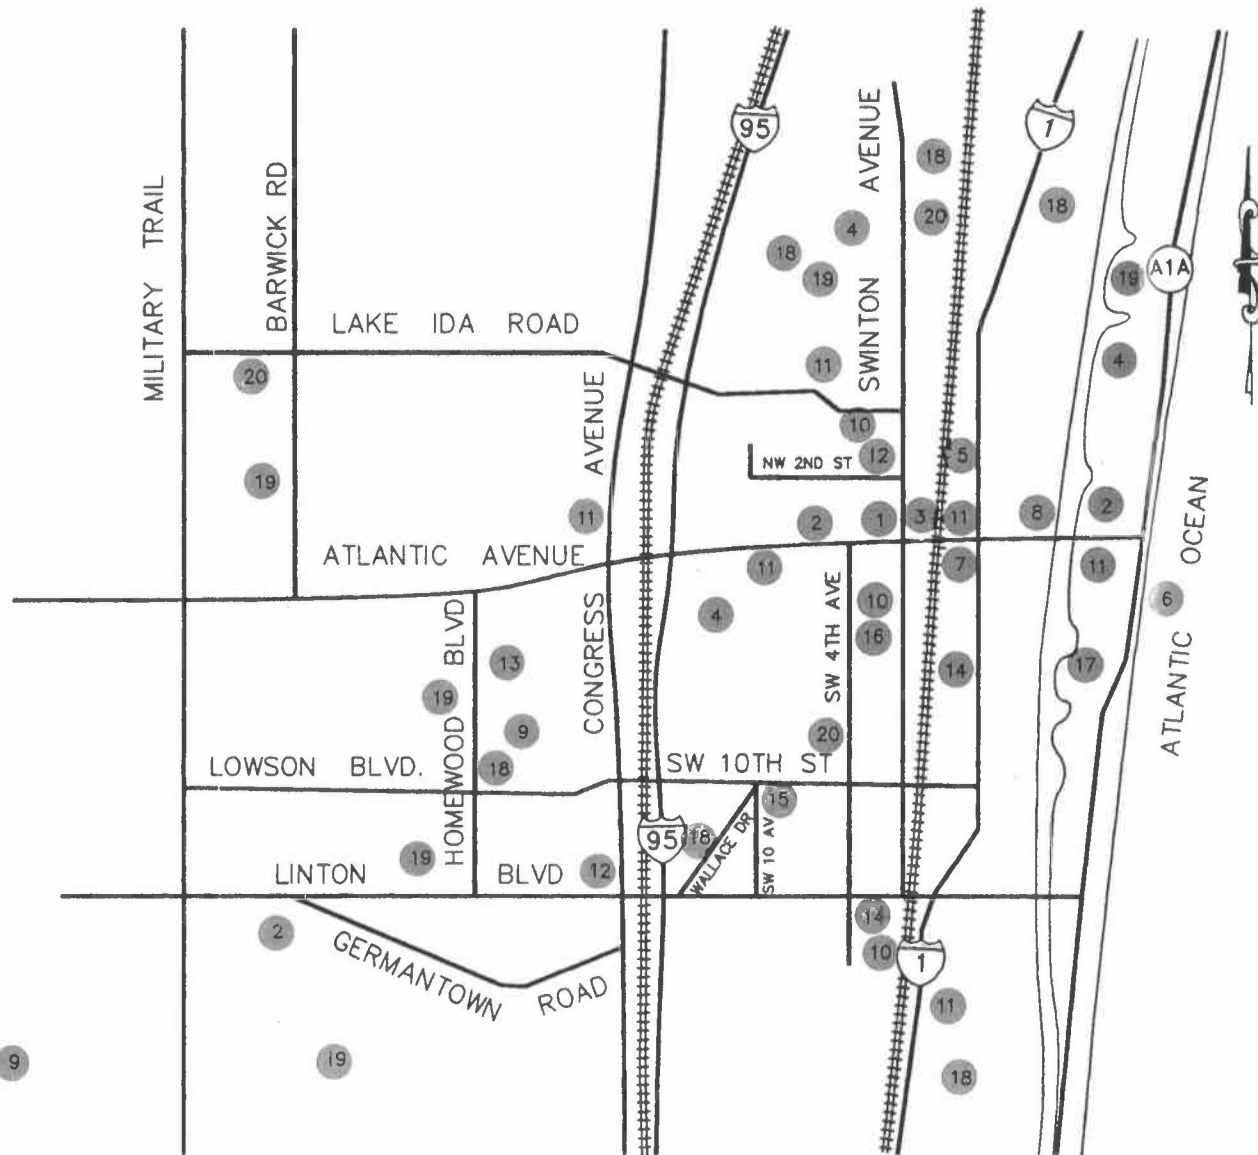 95
1
AVENUE
18
MILITARY TRAIL
BARWICK RD
18
20
4
18
19
A1A
19
SWINTON
LAKE IDA ROAD
11
4
20
AVENUE
10
12
5
NW 2ND ST
19
11
2
1
3
11
8
2
OCEAN
ATLANTIC AVENUE
11
7
11
4
10
6
SW 4TH AVE
16
HOMEWOOD BLVD
13
CONGRESS
14
17
ATLANTIC
19
9
20
LOWSON BLVD.
18
SW 10TH ST
15
95
18
WALLACE DR
SW 10 AV
19
LINTON BLVD
12
2
14
10
1
GERMANTOWN ROAD
11
9
19
18